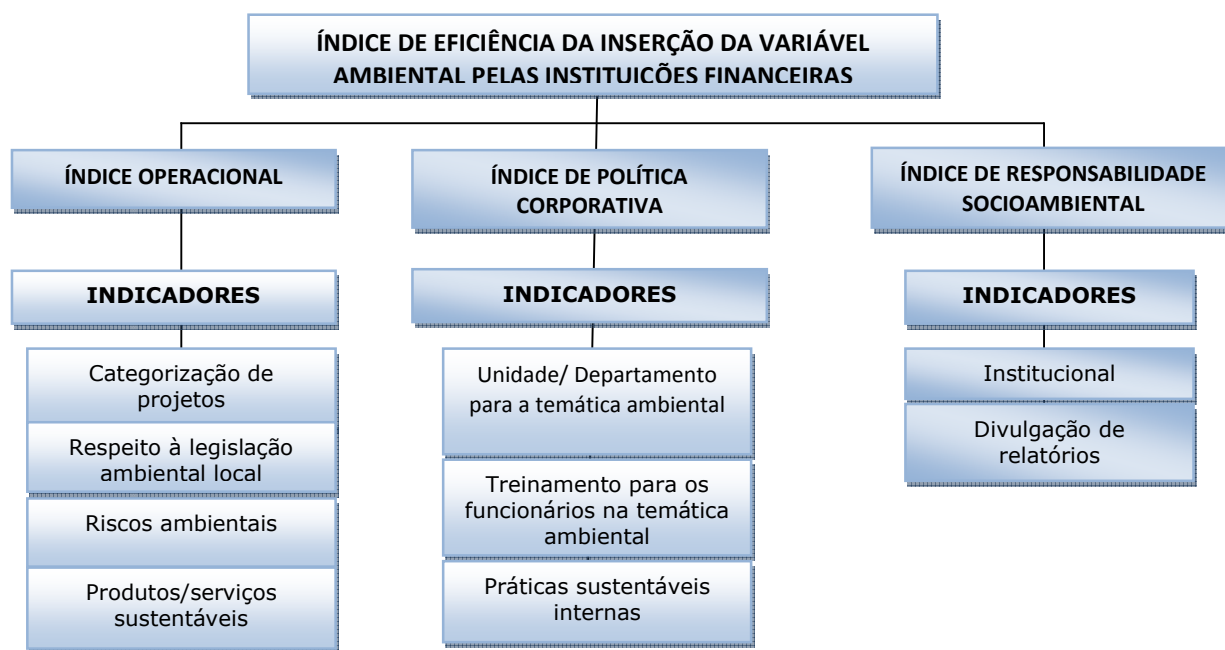 ÍNDICE DE EFICIÊNCIA DA INSERÇÃO DA VARIÁVEL
AMBIENTAL PELAS INSTITUICÕES FINANCEIRAS
ÍNDICE OPERACIONAL
INDICADORES
Categorização de
projetos
Respeito à legislação
ambiental local
Riscos ambientais
Produtos/serviços
sustentáveis
ÍNDICE DE POLÍTICA
CORPORATIVA
INDICADORES
Unidade/ Departamento
para a temática ambiental
Treinamento para os
funcionários na temática
ambiental
Práticas sustentáveis
internas
ÍNDICE DE RESPONSABILIDADE
SOCIOAMBIENTAL
INDICADORES
Institucional
Divulgação de
relatórios